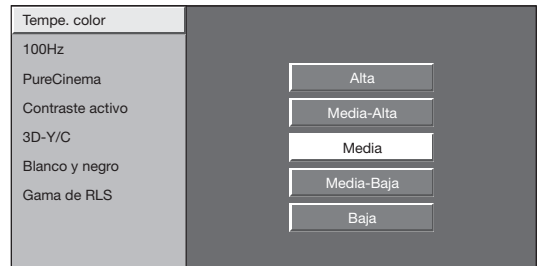 Tempe. color
100Hz
PureCinema
Contraste activo
3D-Y/C
Blanco y negro
Gama de RLS
Alta
Media-Alta
Media
Media-Baja
Baja